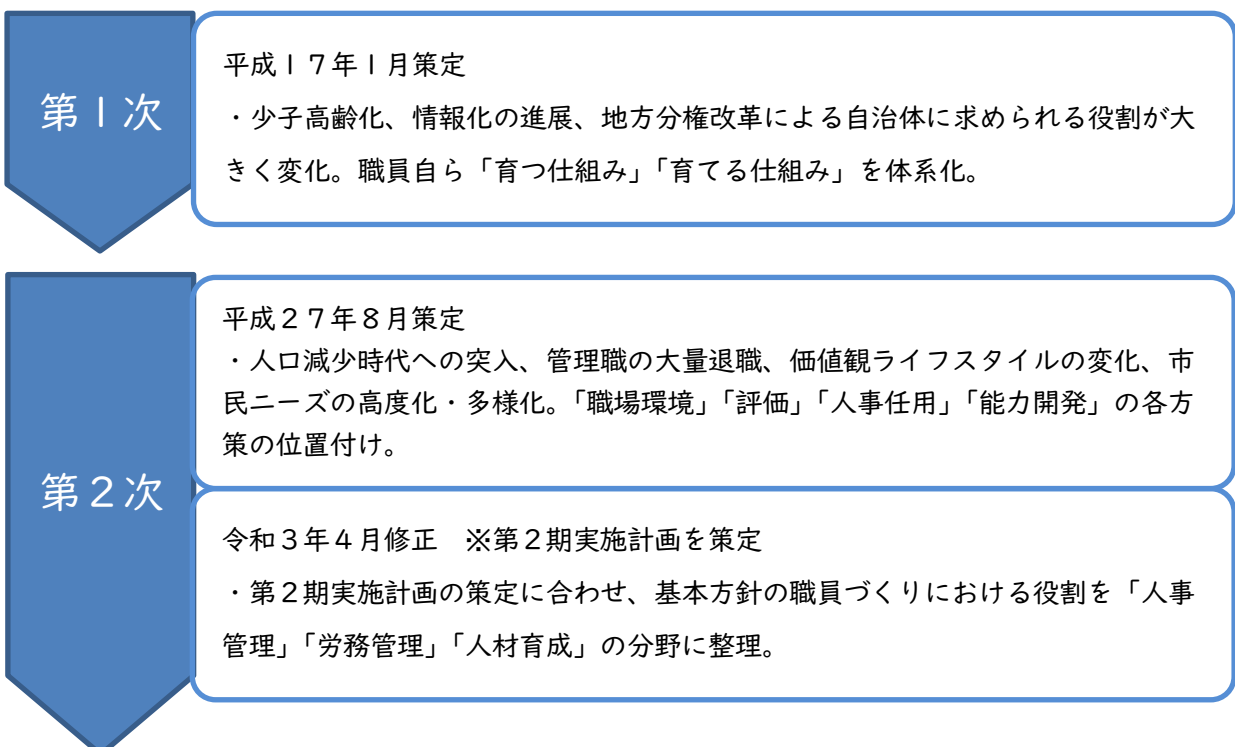 第１次
平成１７年１月策定
・少子高齢化、情報化の進展、地方分権改革による自治体に求められる役割が大
きく変化。職員自ら「育つ仕組み」「育てる仕組み」を体系化。
第２次
平成２７年８月策定
・人口減少時代への突入、管理職の大量退職、価値観ライフスタイルの変化、市
民ニーズの高度化・多様化。「職場環境」「評価」「人事任用」「能力開発」の各方
策の位置付け。
令和３年４月修正　※第２期実施計画を策定
・第２期実施計画の策定に合わせ、基本方針の職員づくりにおける役割を「人事
管理」「労務管理」「人材育成」の分野に整理。